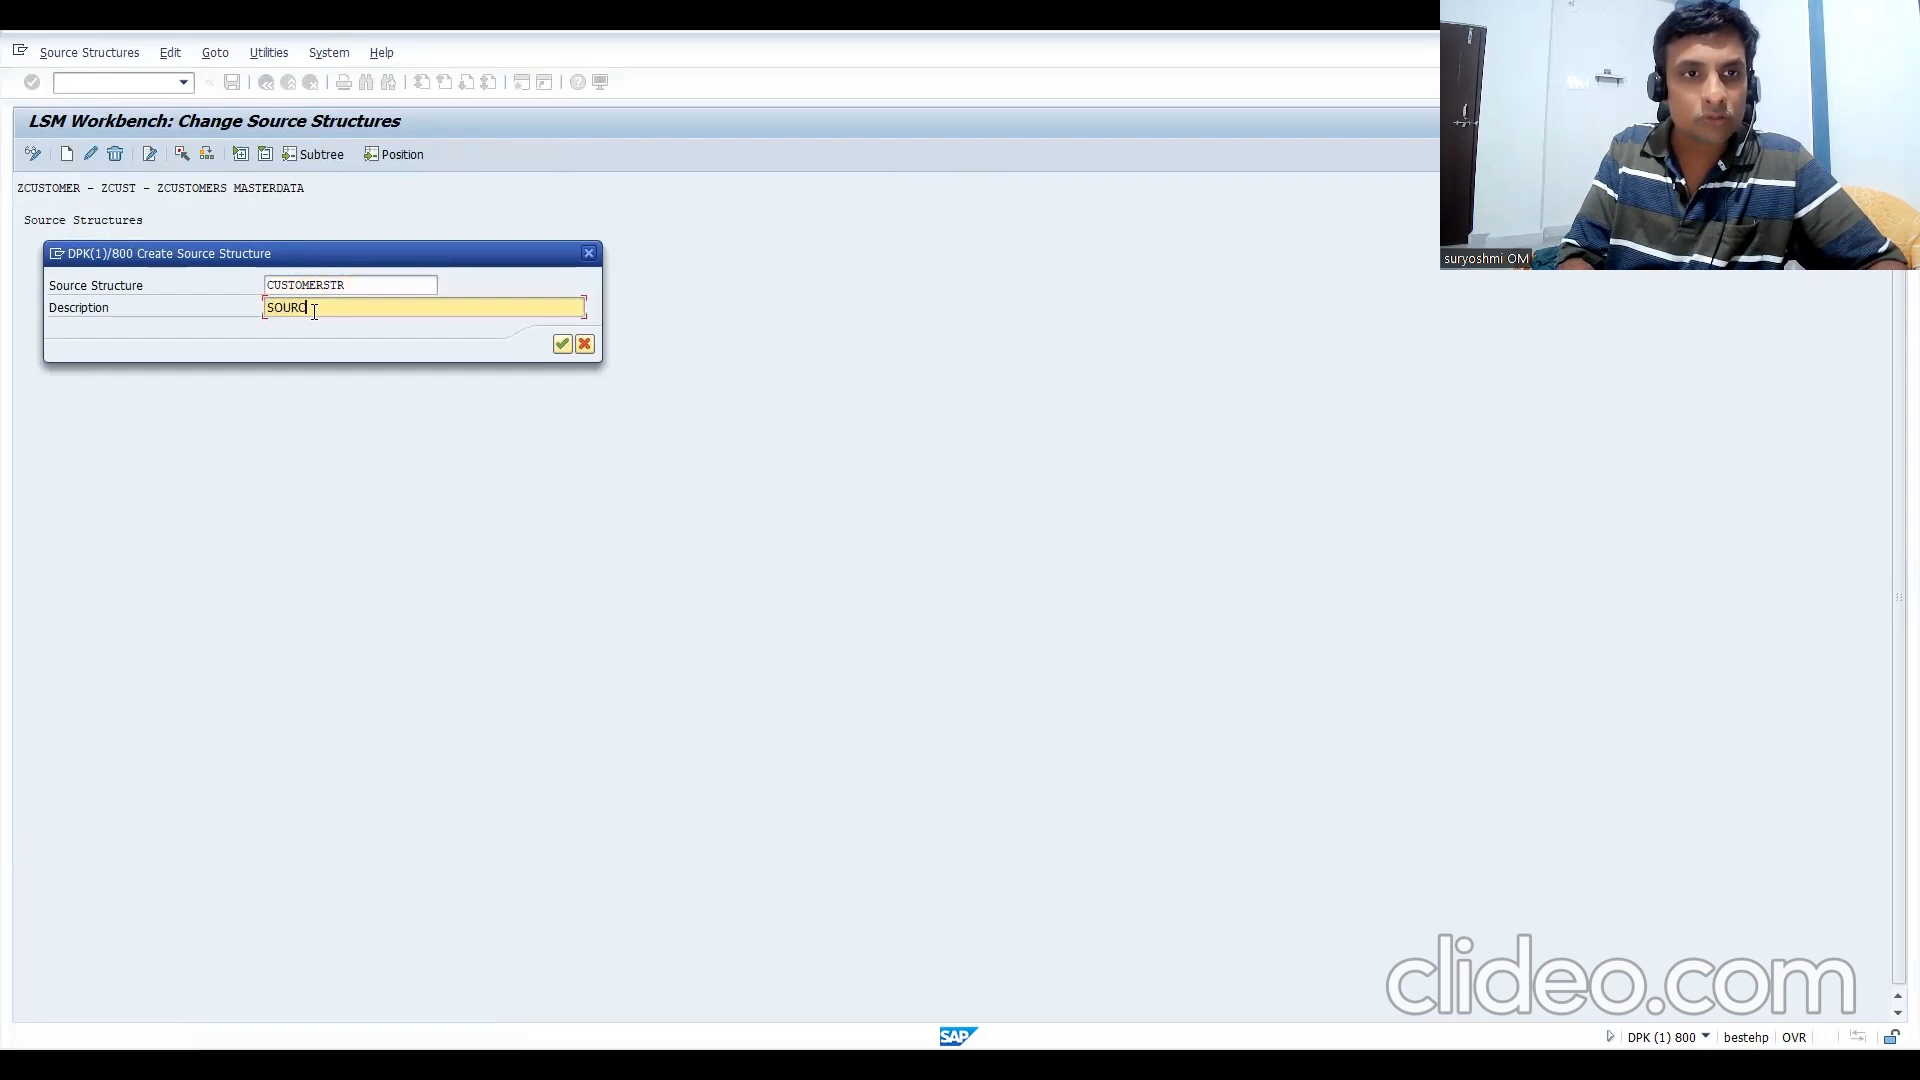 Source Structures Edit Goto Utilities System Help
LSM Workbench: Change Source Structures
Subtree Position
ZCUSTOMER - ZCUST - ZCUSTOMERS MASTERDATA
Source Structures
DPK(1)/800 Create Source Structure
Source Structure CUSTOMERSTR
Description SOURC
suryoshmi OM
clideo.com
SAP
DPK (1) 800 bestehp OVR